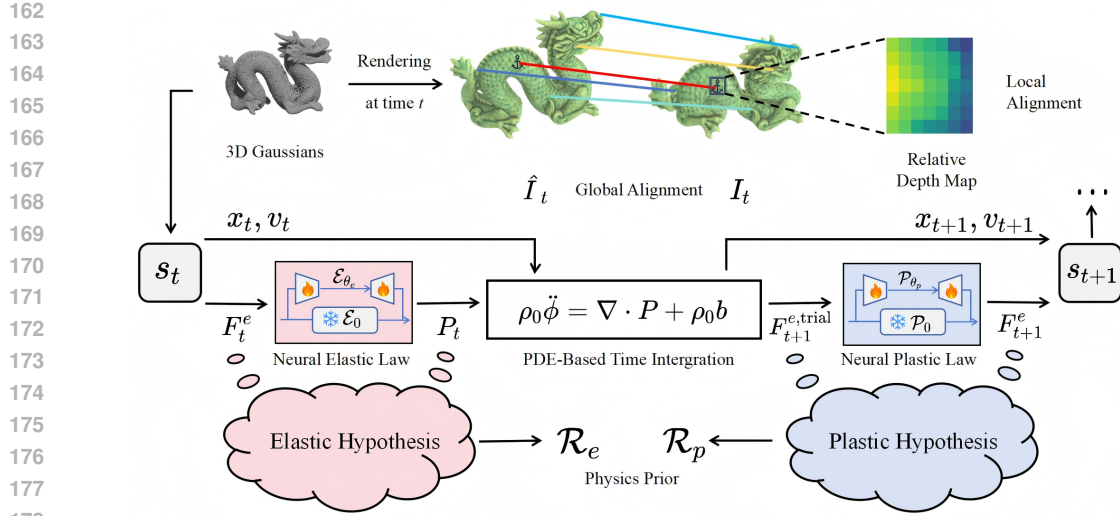 162
163
164
165
166
167
168
169
170
171
172
173
174
175
176
177
Rendering
at time t
3D Gaussians
Local
Alignment
Relative
Depth Map
Î_t Global Alignment I_t
...
x_t, v_t
x_{t+1}, v_{t+1}
s_t
s_{t+1}
ℰ_{θ_e}
ℰ_0
F_t^e
P_t
Neural Elastic Law
ρ_0 φ̈ = ∇ · P + ρ_0 b
PDE-Based Time Intergration
F_{t+1}^{e,trial}
𝒫_{θ_p}
𝒫_0
F_{t+1}^e
Neural Plastic Law
Elastic Hypothesis
ℛ_e
ℛ_p
Physics Prior
Plastic Hypothesis